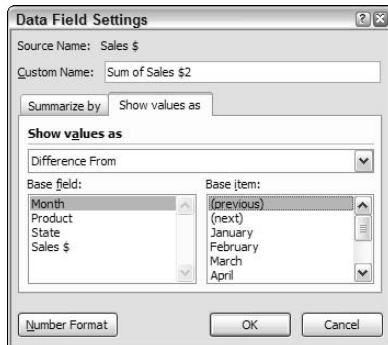 Data Field Settings
Source Name: Sales $
Custom Name: Sum of Sales $2
Summarize by Show values as
Show values as
Difference From
Base field: Base item:
Month
Product
State
Sales $
(previous)
(next)
January
February
March
April
Number Format OK Cancel